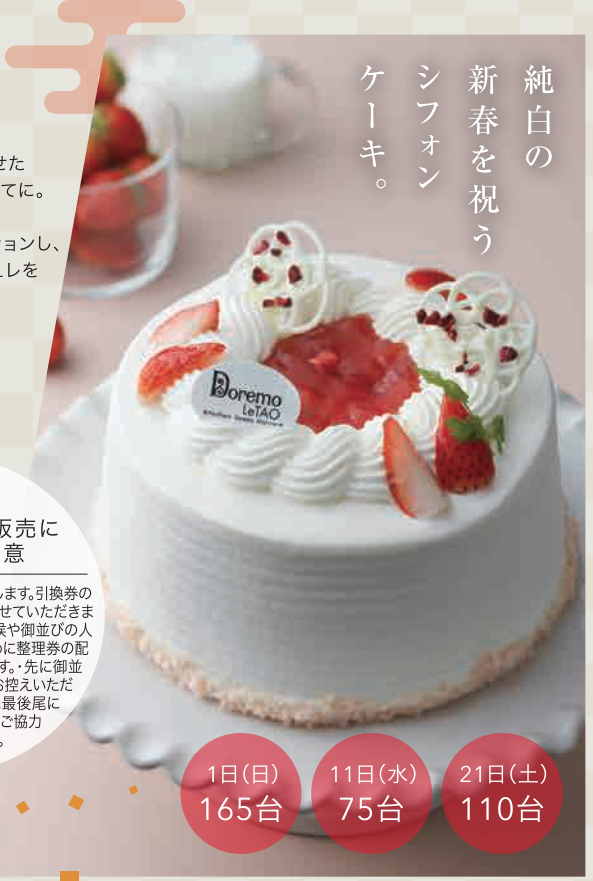 純白の
新春を祝う
シフォン
ケーキ。
せた
てに。
ョンし、
レを
Doremo
LeTAO
販売に
意
します。引換券の
せていただきま
候や御並びの人
めに整理券の配
す。・先に御並
お控えいただ
最後尾に
ご協力
。
1日(日)
165台
11日(水)
75台
21日(土)
110台